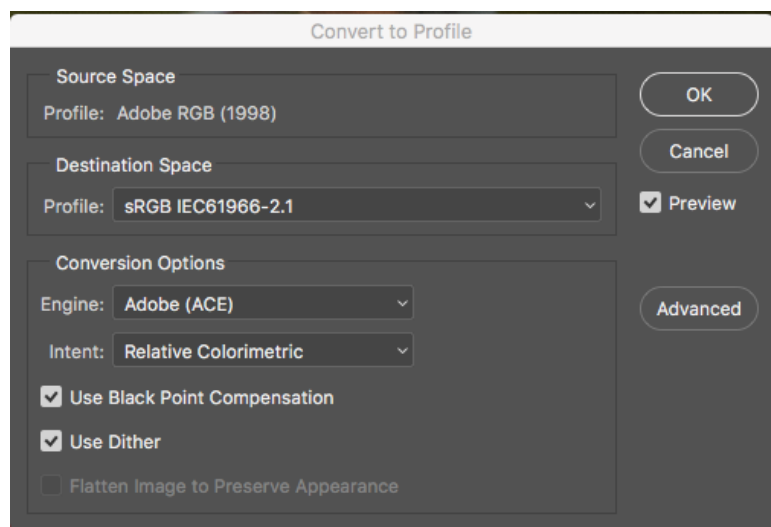 Convert to Profile
Source Space
Profile: Adobe RGB (1998)
OK
Cancel
Destination Space
Profile: sRGB IEC61966-2.1
Preview
Conversion Options
Engine: Adobe (ACE)
Advanced
Intent: Relative Colorimetric
Use Black Point Compensation
Use Dither
Flatten Image to Preserve Appearance